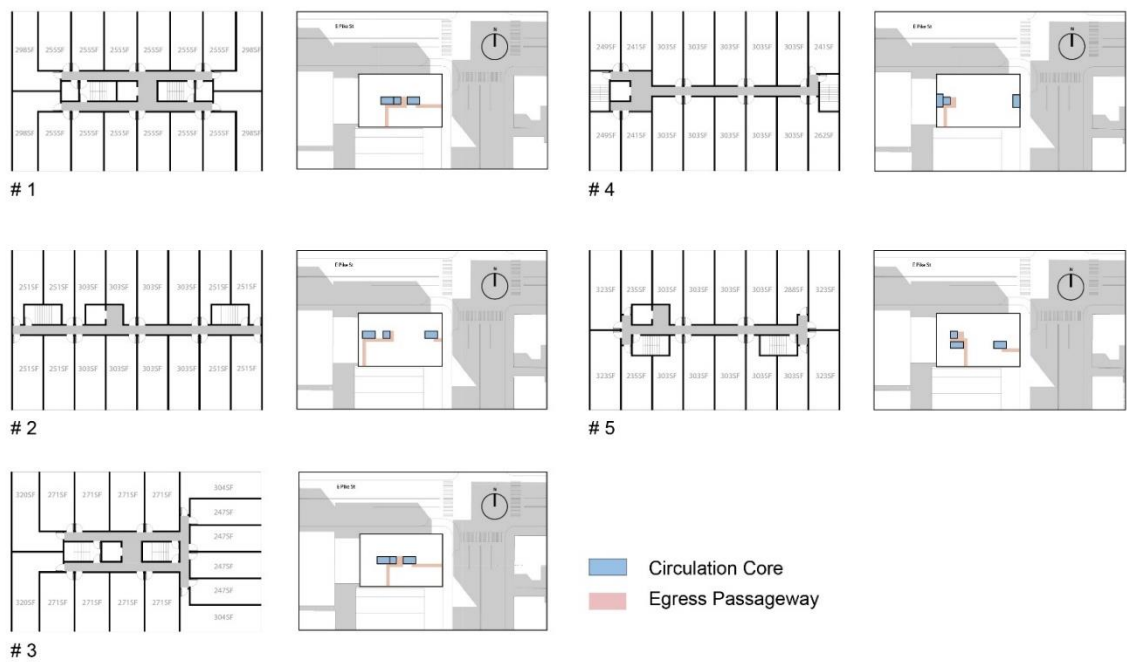 298SF 255SF 255SF 255SF 255SF 255SF 255SF 298SF
298SF 255SF 255SF 255SF 255SF 255SF 255SF 298SF
# 1
E Pike St
N
249SF 241SF 303SF 303SF 303SF 303SF 303SF 241SF
249SF 241SF 303SF 303SF 303SF 303SF 303SF 262SF
# 4
E Pike St
N
251SF 251SF 303SF 303SF 303SF 303SF 251SF 251SF
251SF 251SF 303SF 303SF 303SF 303SF 251SF 251SF
# 2
E Pike St
N
323SF 235SF 303SF 303SF 303SF 303SF 268SF 323SF
323SF 235SF 303SF 303SF 303SF 303SF 303SF 323SF
# 5
E Pike St
N
320SF 271SF 271SF 271SF 304SF
247SF
247SF
247SF
247SF
320SF 271SF 271SF 271SF 304SF
# 3
E Pike St
N
Circulation Core
Egress Passageway